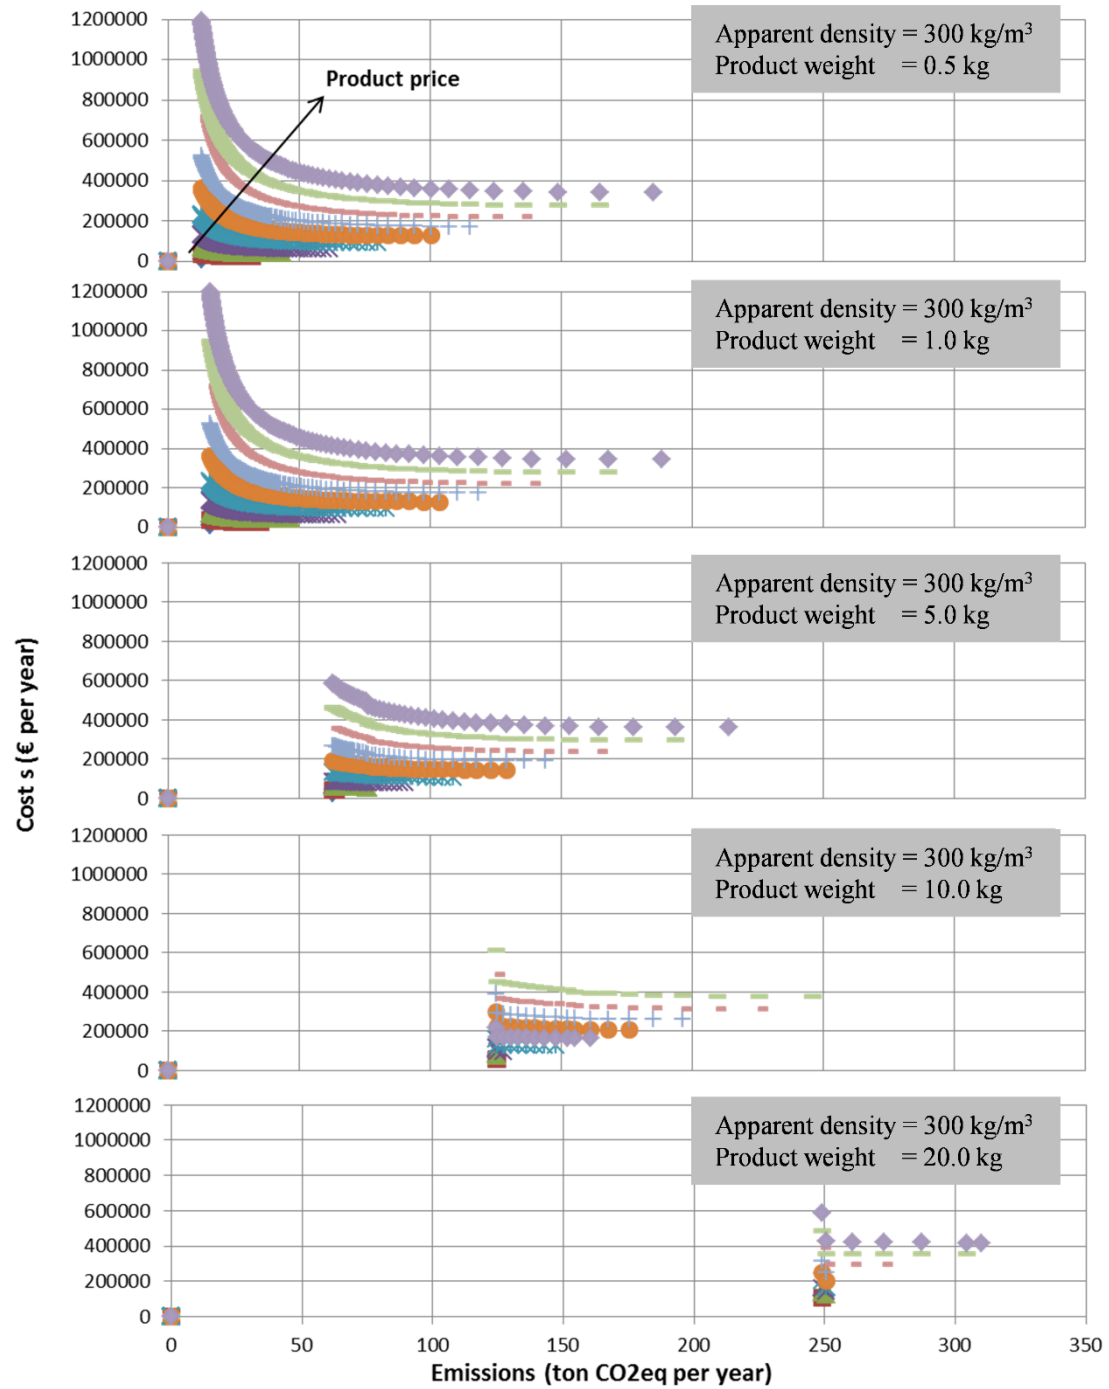 1200000
1000000
800000
600000
400000
200000
0
Product price
Apparent density = 300 kg/m³
Product weight = 0.5 kg
1200000
1000000
800000
600000
400000
200000
0
Apparent density = 300 kg/m³
Product weight = 1.0 kg
1200000
1000000
800000
600000
400000
200000
0
Apparent density = 300 kg/m³
Product weight = 5.0 kg
Cost s (€ per year)
1200000
1000000
800000
600000
400000
200000
0
Apparent density = 300 kg/m³
Product weight = 10.0 kg
1200000
1000000
800000
600000
400000
200000
0
Apparent density = 300 kg/m³
Product weight = 20.0 kg
0 50 100 150 200 250 300 350
Emissions (ton CO2eq per year)